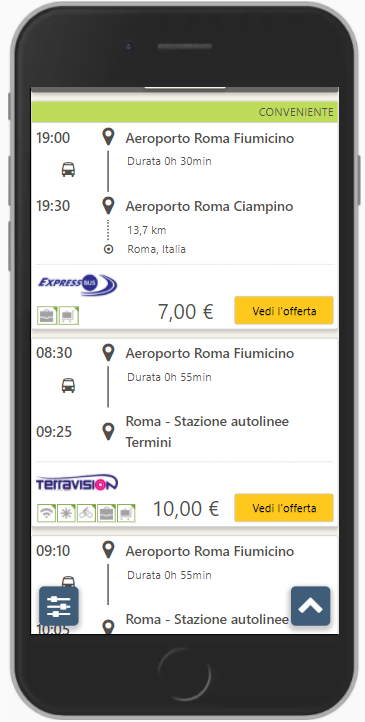 CONVENIENTE
19:00 Aeroporto Roma Fiumicino
Durata 0h 30min
19:30 Aeroporto Roma Ciampino
13,7 km
Roma, Italia
EXPRESS BUS
7,00 € Vedi l'offerta
08:30 Aeroporto Roma Fiumicino
Durata 0h 55min
Roma - Stazione autolinee
09:25 Termini
TERRAVISION
10,00 € Vedi l'offerta
09:10 Aeroporto Roma Fiumicino
Durata 0h 55min
10:05 Roma - Stazione autolinee